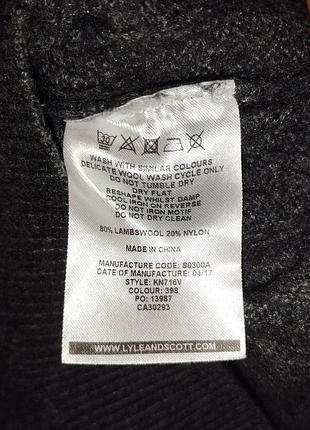 30
WASH WITH SIMILAR COLOURS
DELICATE WOOL WASH CYCLE ONLY
DO NOT TUMBLE DRY
DRY FLAT
RESHAPE WHILST DAMP
COOL IRON ON REVERSE
DO NOT IRON MOTIF
DO NOT DRY CLEAN
80% LAMBSWOOL 20% NYLON
MADE IN CHINA
MANUFACTURE CODE: S0300A
DATE OF MANUFACTURE: 04/17
STYLE: KN716V
COLOUR: 398
PO: 13987
CA30293
WWW.LYLEANDSCOTT.COM